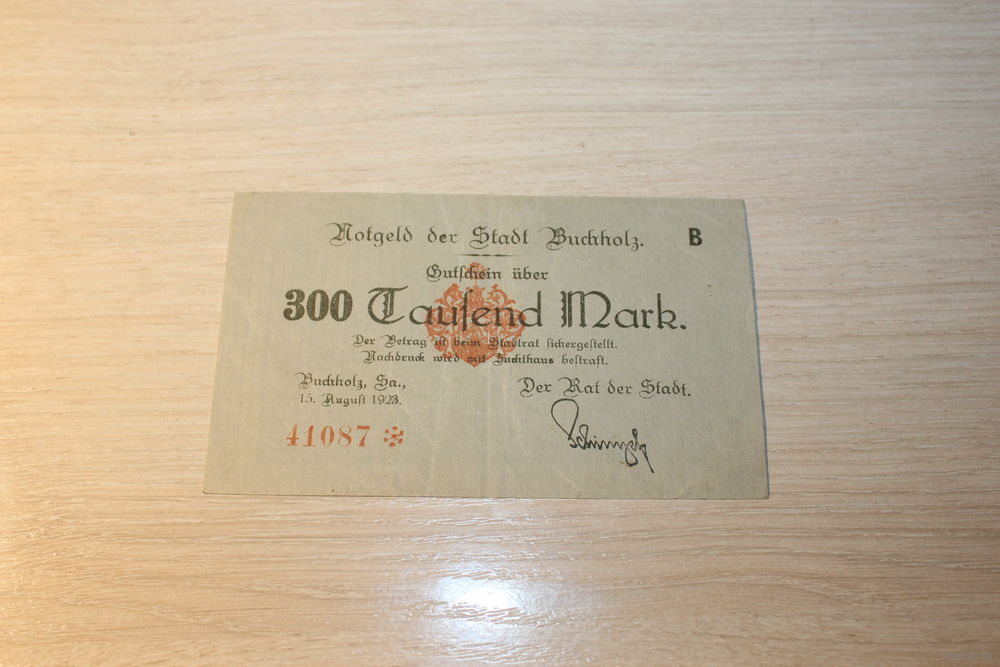 Notgeld der Stadt Buchholz. B
Gutſchein über
300 Tauſend Mark.
Der Betrag iſt beim Stadtrat ſichergeſtellt.
Nachdruck wird mit Zuchthaus beſtraft.
Buchholz, Sa., Der Rat der Stadt.
15. Auguſt 1923.
41087